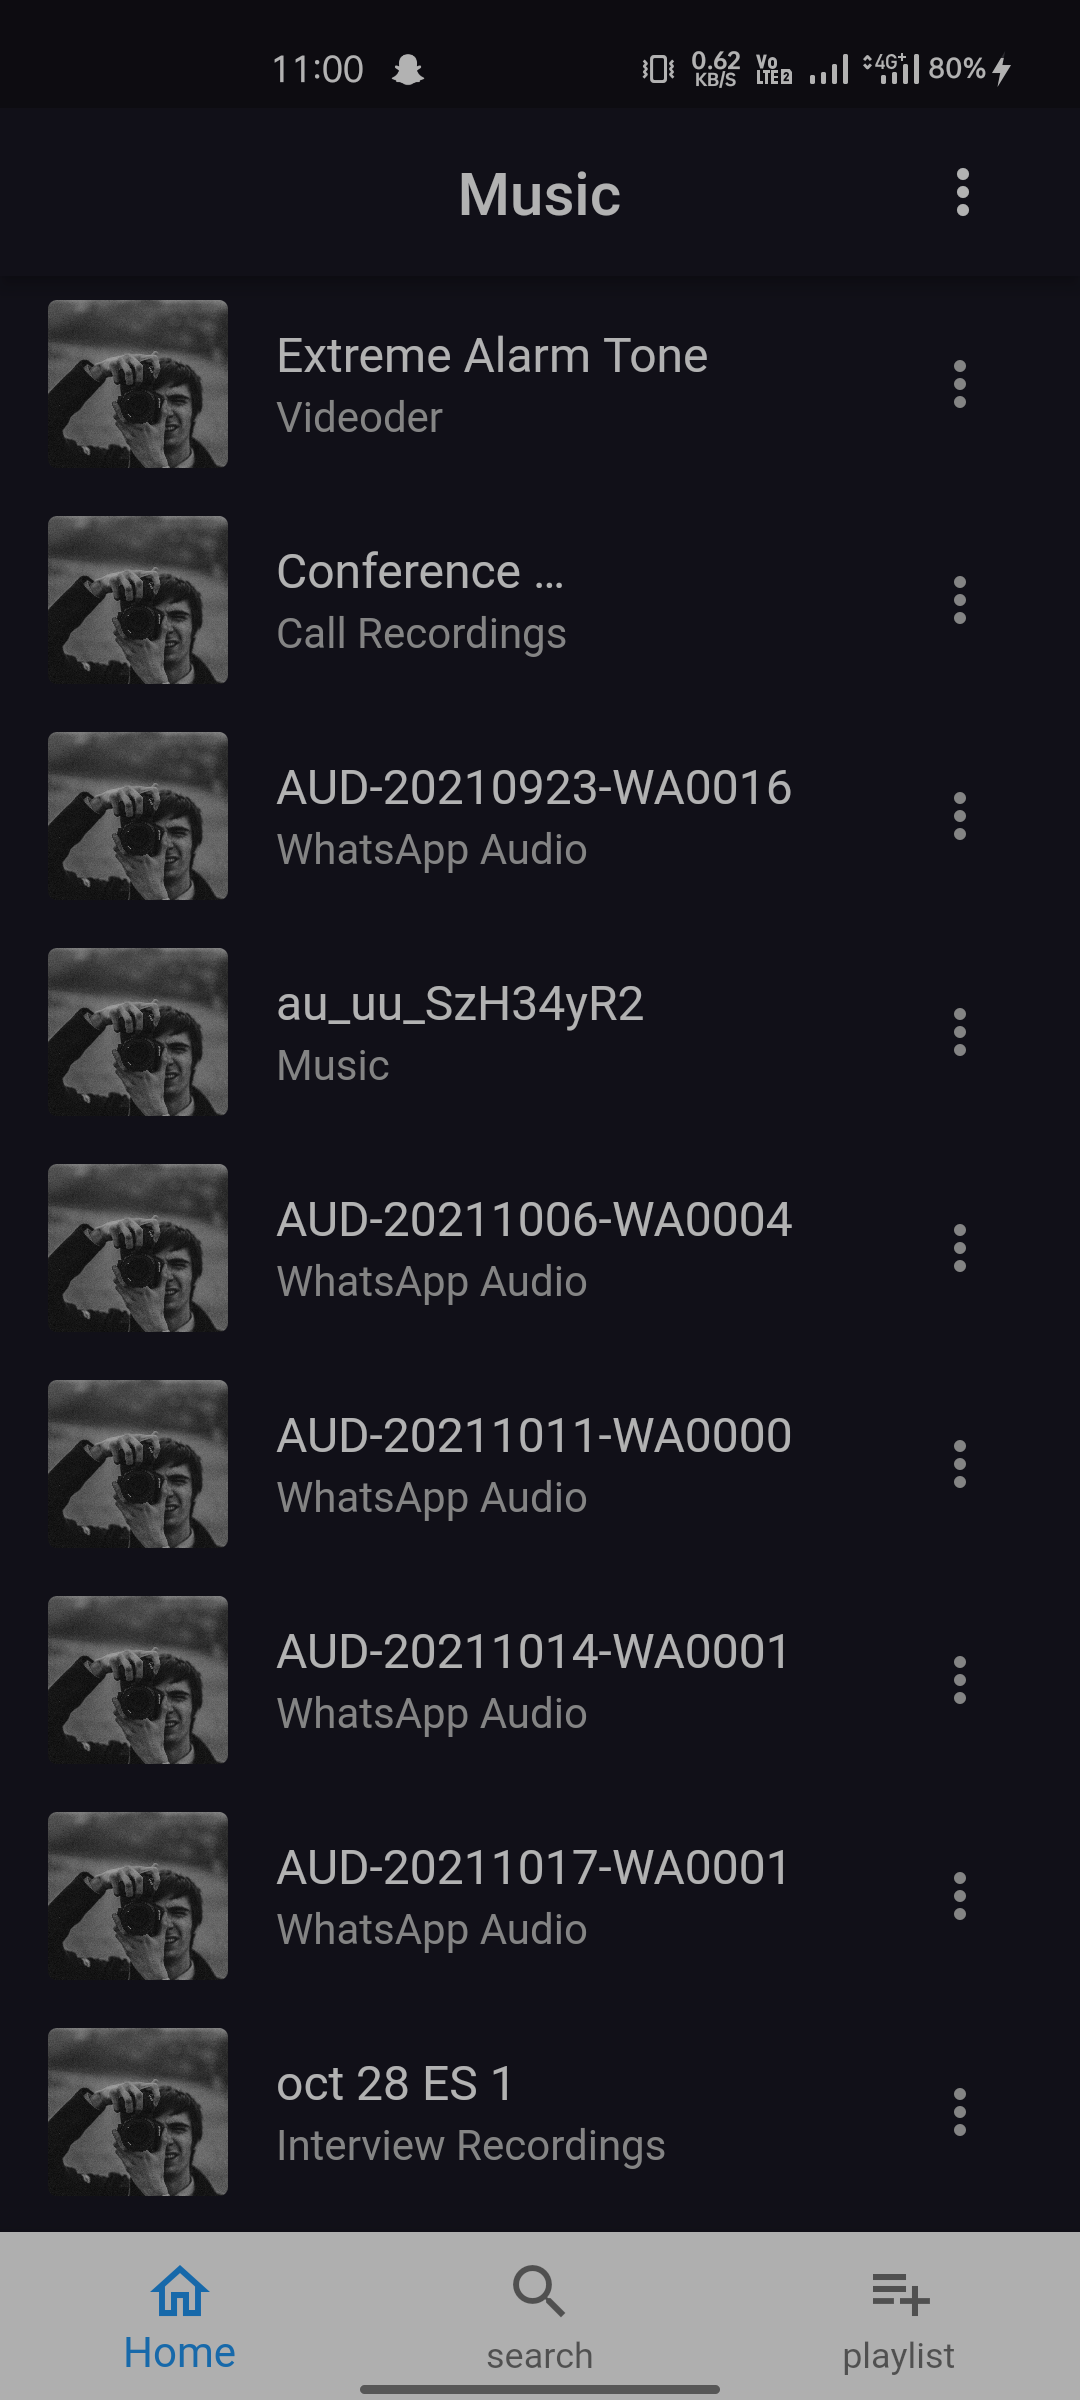 11:00 0.62 KB/S Vo LTE 2 4G+ 80%
Music
Extreme Alarm Tone
Videoder
Conference ...
Call Recordings
AUD-20210923-WA0016
WhatsApp Audio
au_uu_SzH34yR2
Music
AUD-20211006-WA0004
WhatsApp Audio
AUD-20211011-WA0000
WhatsApp Audio
AUD-20211014-WA0001
WhatsApp Audio
AUD-20211017-WA0001
WhatsApp Audio
oct 28 ES 1
Interview Recordings
Home search playlist